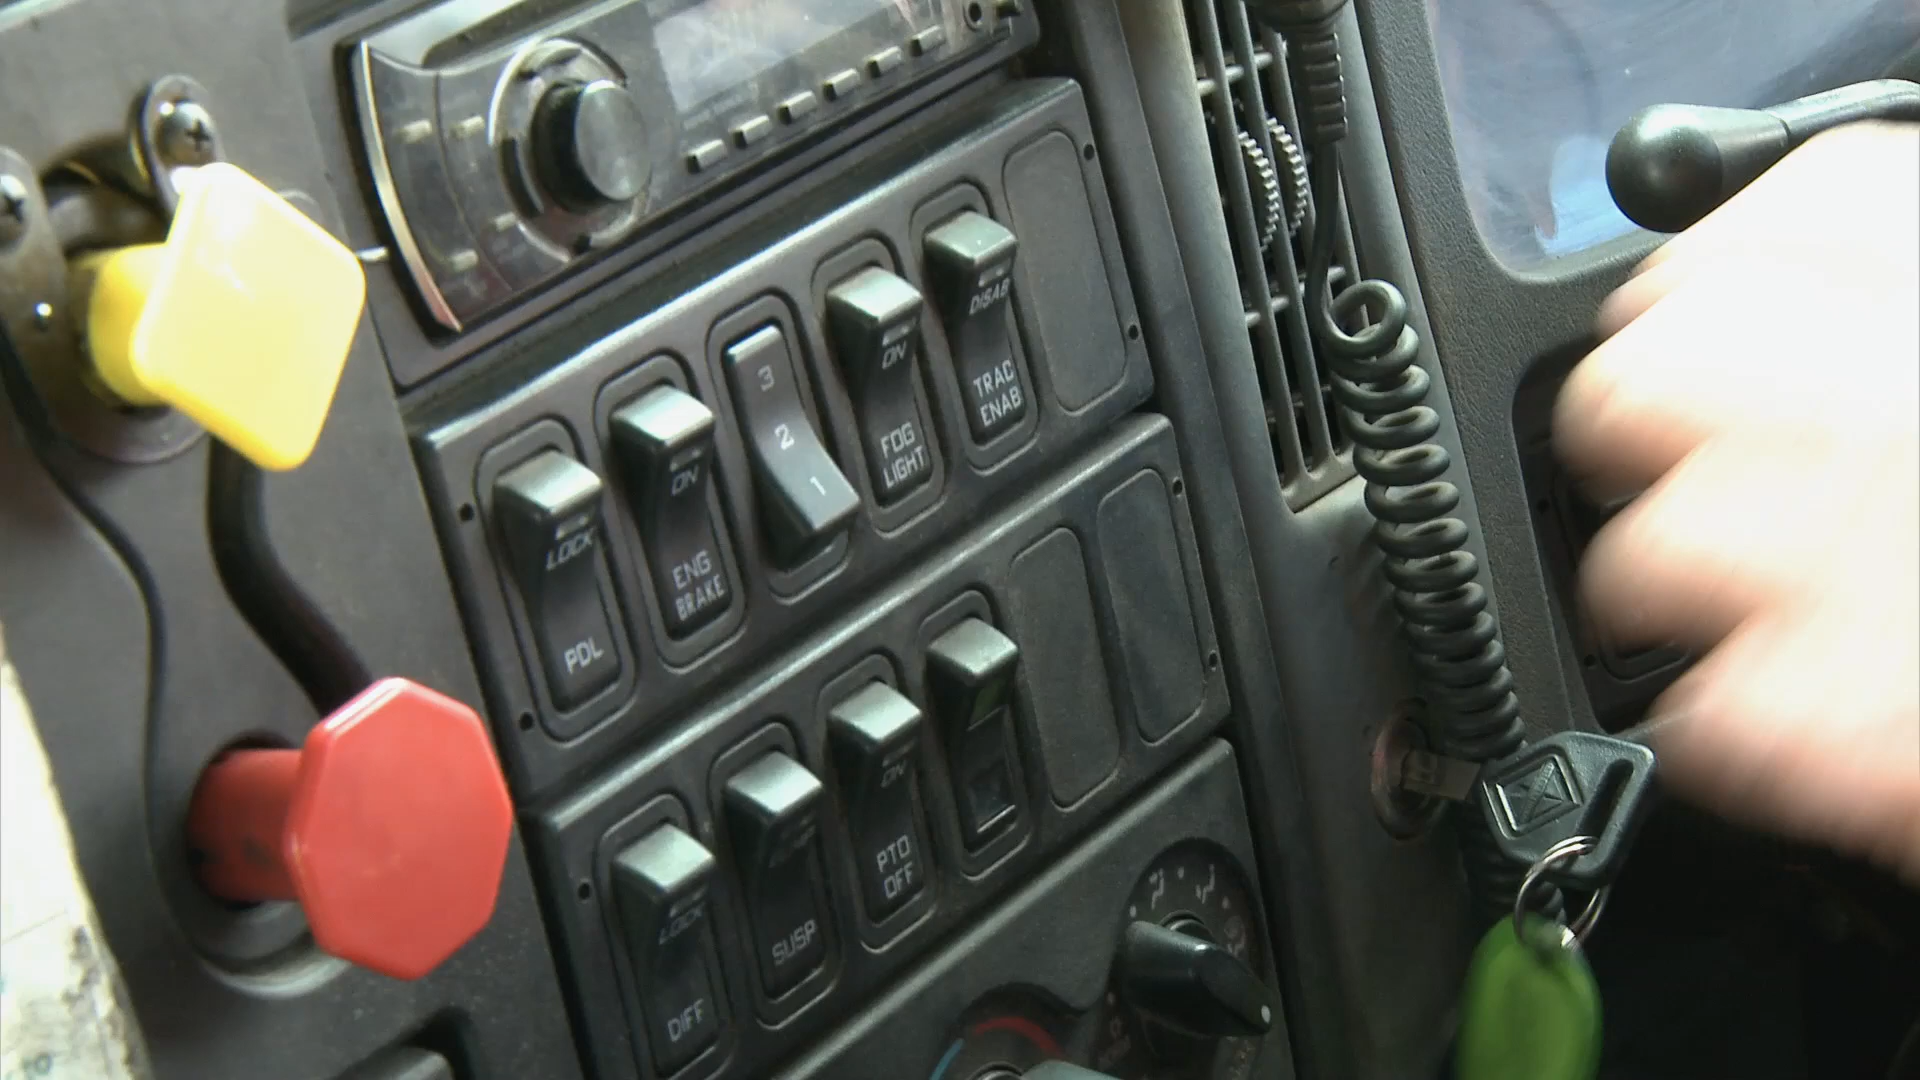 LOCK
PDL
ON
ENG
BRAKE
3
2
1
ON
FOG
LIGHT
DISAB
TRAC
ENAB
LOCK
DIFF
SUSP
ON
PTO
OFF